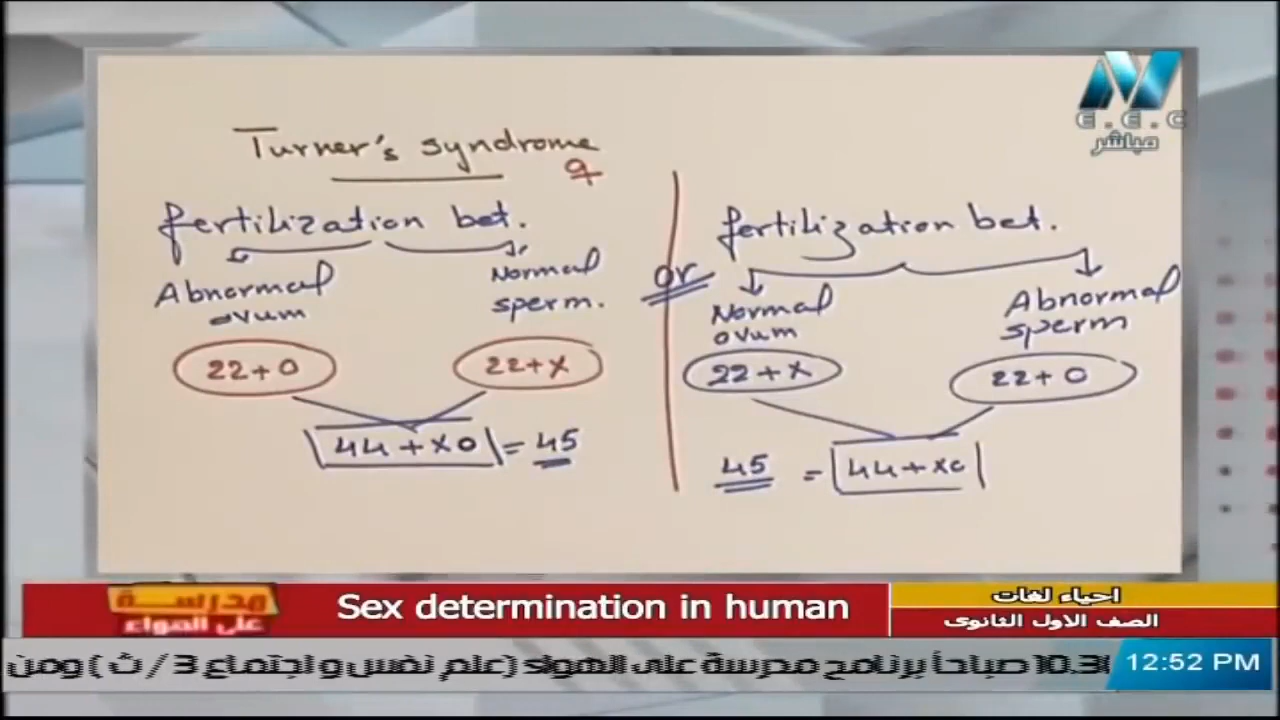 Turner's syndrome
♀
fertilization bet.
Abnormal
ovum
Normal
sperm.
22+0
22+X
44+XO = 45
or
fertilization bet.
Normal
ovum
Abnormal
sperm
22+X
22+0
45 = 44+XO
E.E.C
مباشر
مدرسة
على الهواء
Sex determination in human
احياء لغات
الصف الاول الثانوى
10.3 صباحاً برنامج مدرسة على الهواء (علم نفس و اجتماع 3/ ث ) ومن
12:52 PM